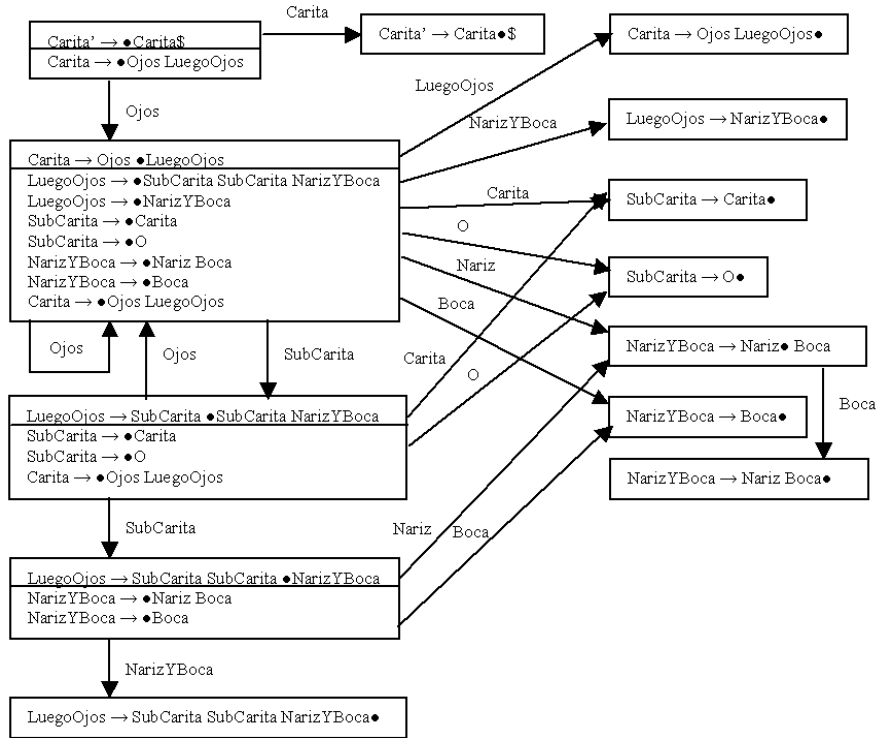 Carita
Carita' → ●Carita$
Carita → ●Ojos LuegoOjos
Carita' → Carita●$
Carita → Ojos LuegoOjos●
Ojos
LuegoOjos
NarizYBoca
LuegoOjos → NarizYBoca●
Carita → Ojos ●LuegoOjos
LuegoOjos → ●SubCarita SubCarita NarizYBoca
LuegoOjos → ●NarizYBoca
SubCarita → ●Carita
SubCarita → ●O
NarizYBoca → ●Nariz Boca
NarizYBoca → ●Boca
Carita → ●Ojos LuegoOjos
Carita
SubCarita → Carita●
O
Nariz
SubCarita → O●
Boca
Ojos
Ojos
SubCarita
Carita
O
NarizYBoca → Nariz● Boca
Boca
NarizYBoca → Boca●
NarizYBoca → Nariz Boca●
LuegoOjos → SubCarita ●SubCarita NarizYBoca
SubCarita → ●Carita
SubCarita → ●O
Carita → ●Ojos LuegoOjos
SubCarita
Nariz
Boca
LuegoOjos → SubCarita SubCarita ●NarizYBoca
NarizYBoca → ●Nariz Boca
NarizYBoca → ●Boca
NarizYBoca
LuegoOjos → SubCarita SubCarita NarizYBoca●